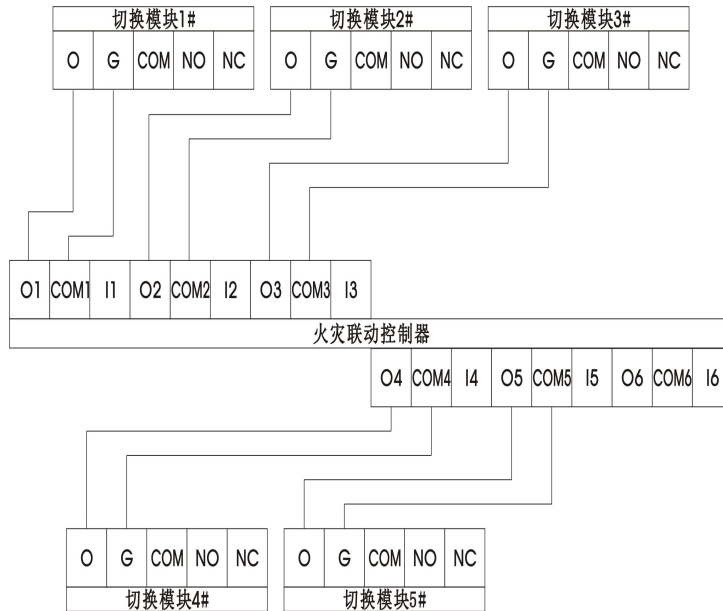 切换模块1# 切换模块2# 切换模块3#
O G COM NO NC O G COM NO NC O G COM NO NC
O1 COM1 I1 O2 COM2 I2 O3 COM3 I3
火灾联动控制器
O4 COM4 I4 O5 COM5 I5 O6 COM6 I6
O G COM NO NC O G COM NO NC
切换模块4# 切换模块5#